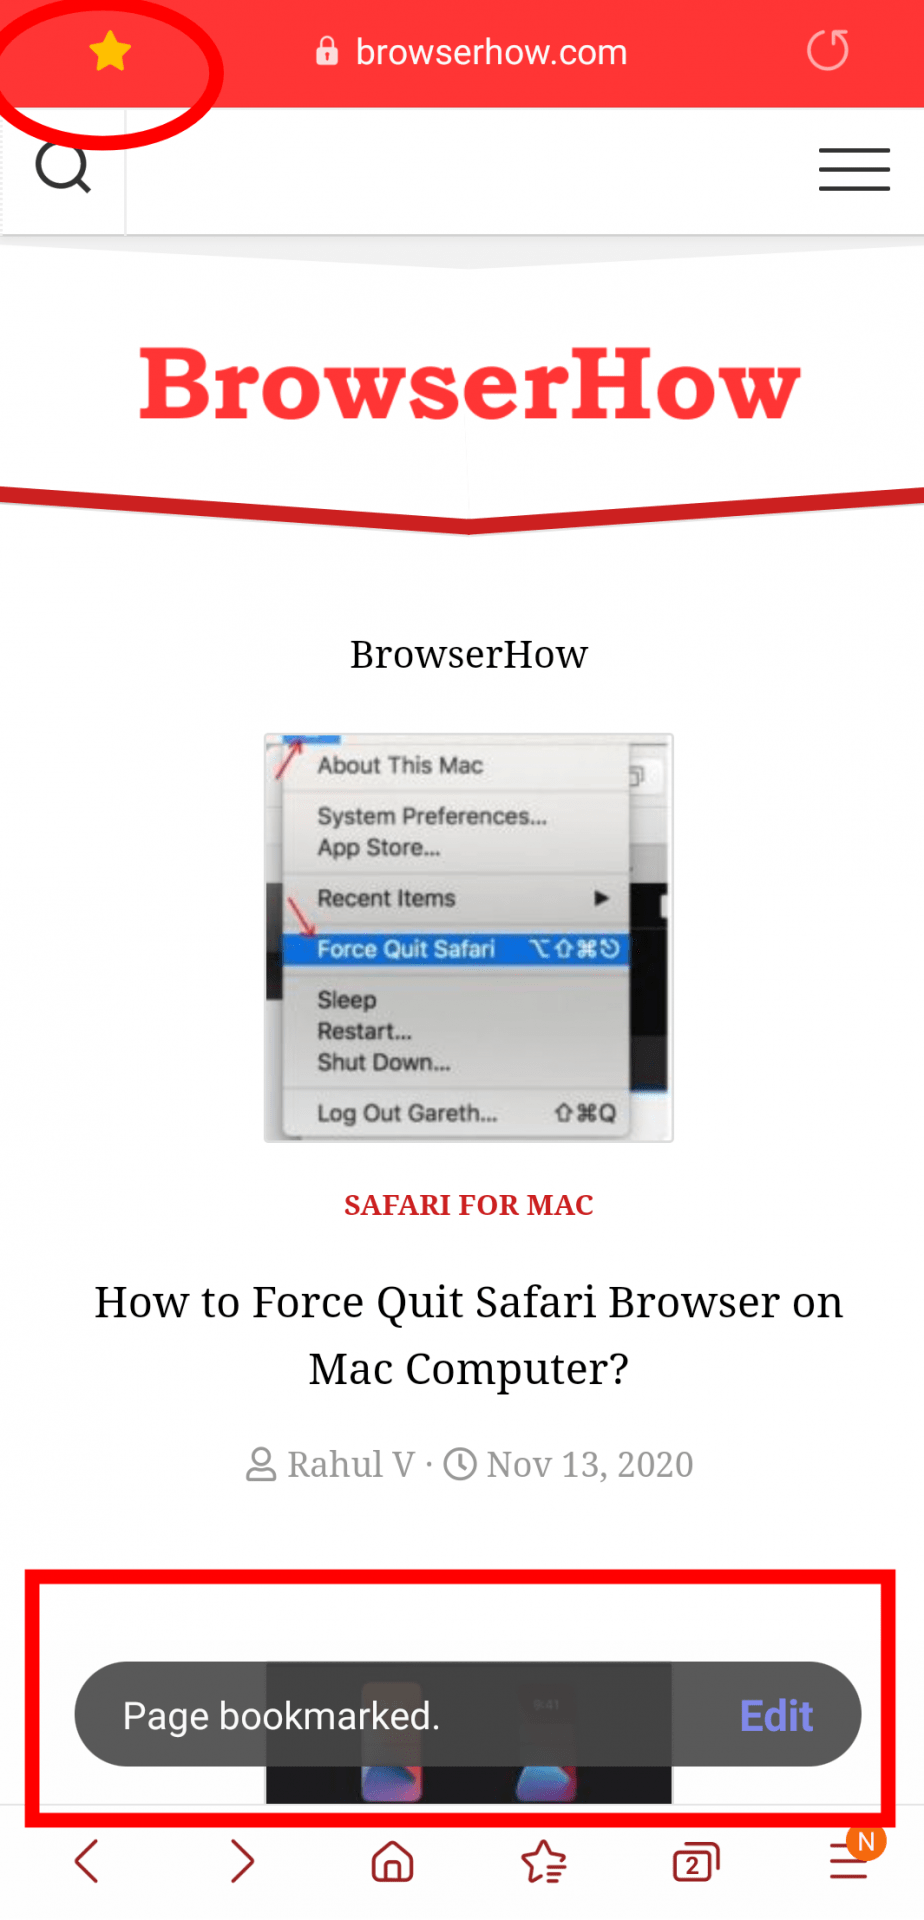 browserhow.com
BrowserHow
BrowserHow
About This Mac
System Preferences...
App Store...
Recent Items ▶
Force Quit Safari ⌥⇧⌘⎋
Sleep
Restart...
Shut Down...
Log Out Gareth... ⇧⌘Q
SAFARI FOR MAC
How to Force Quit Safari Browser on
Mac Computer?
Rahul V · Nov 13, 2020
9:41
Page bookmarked. Edit
2
N